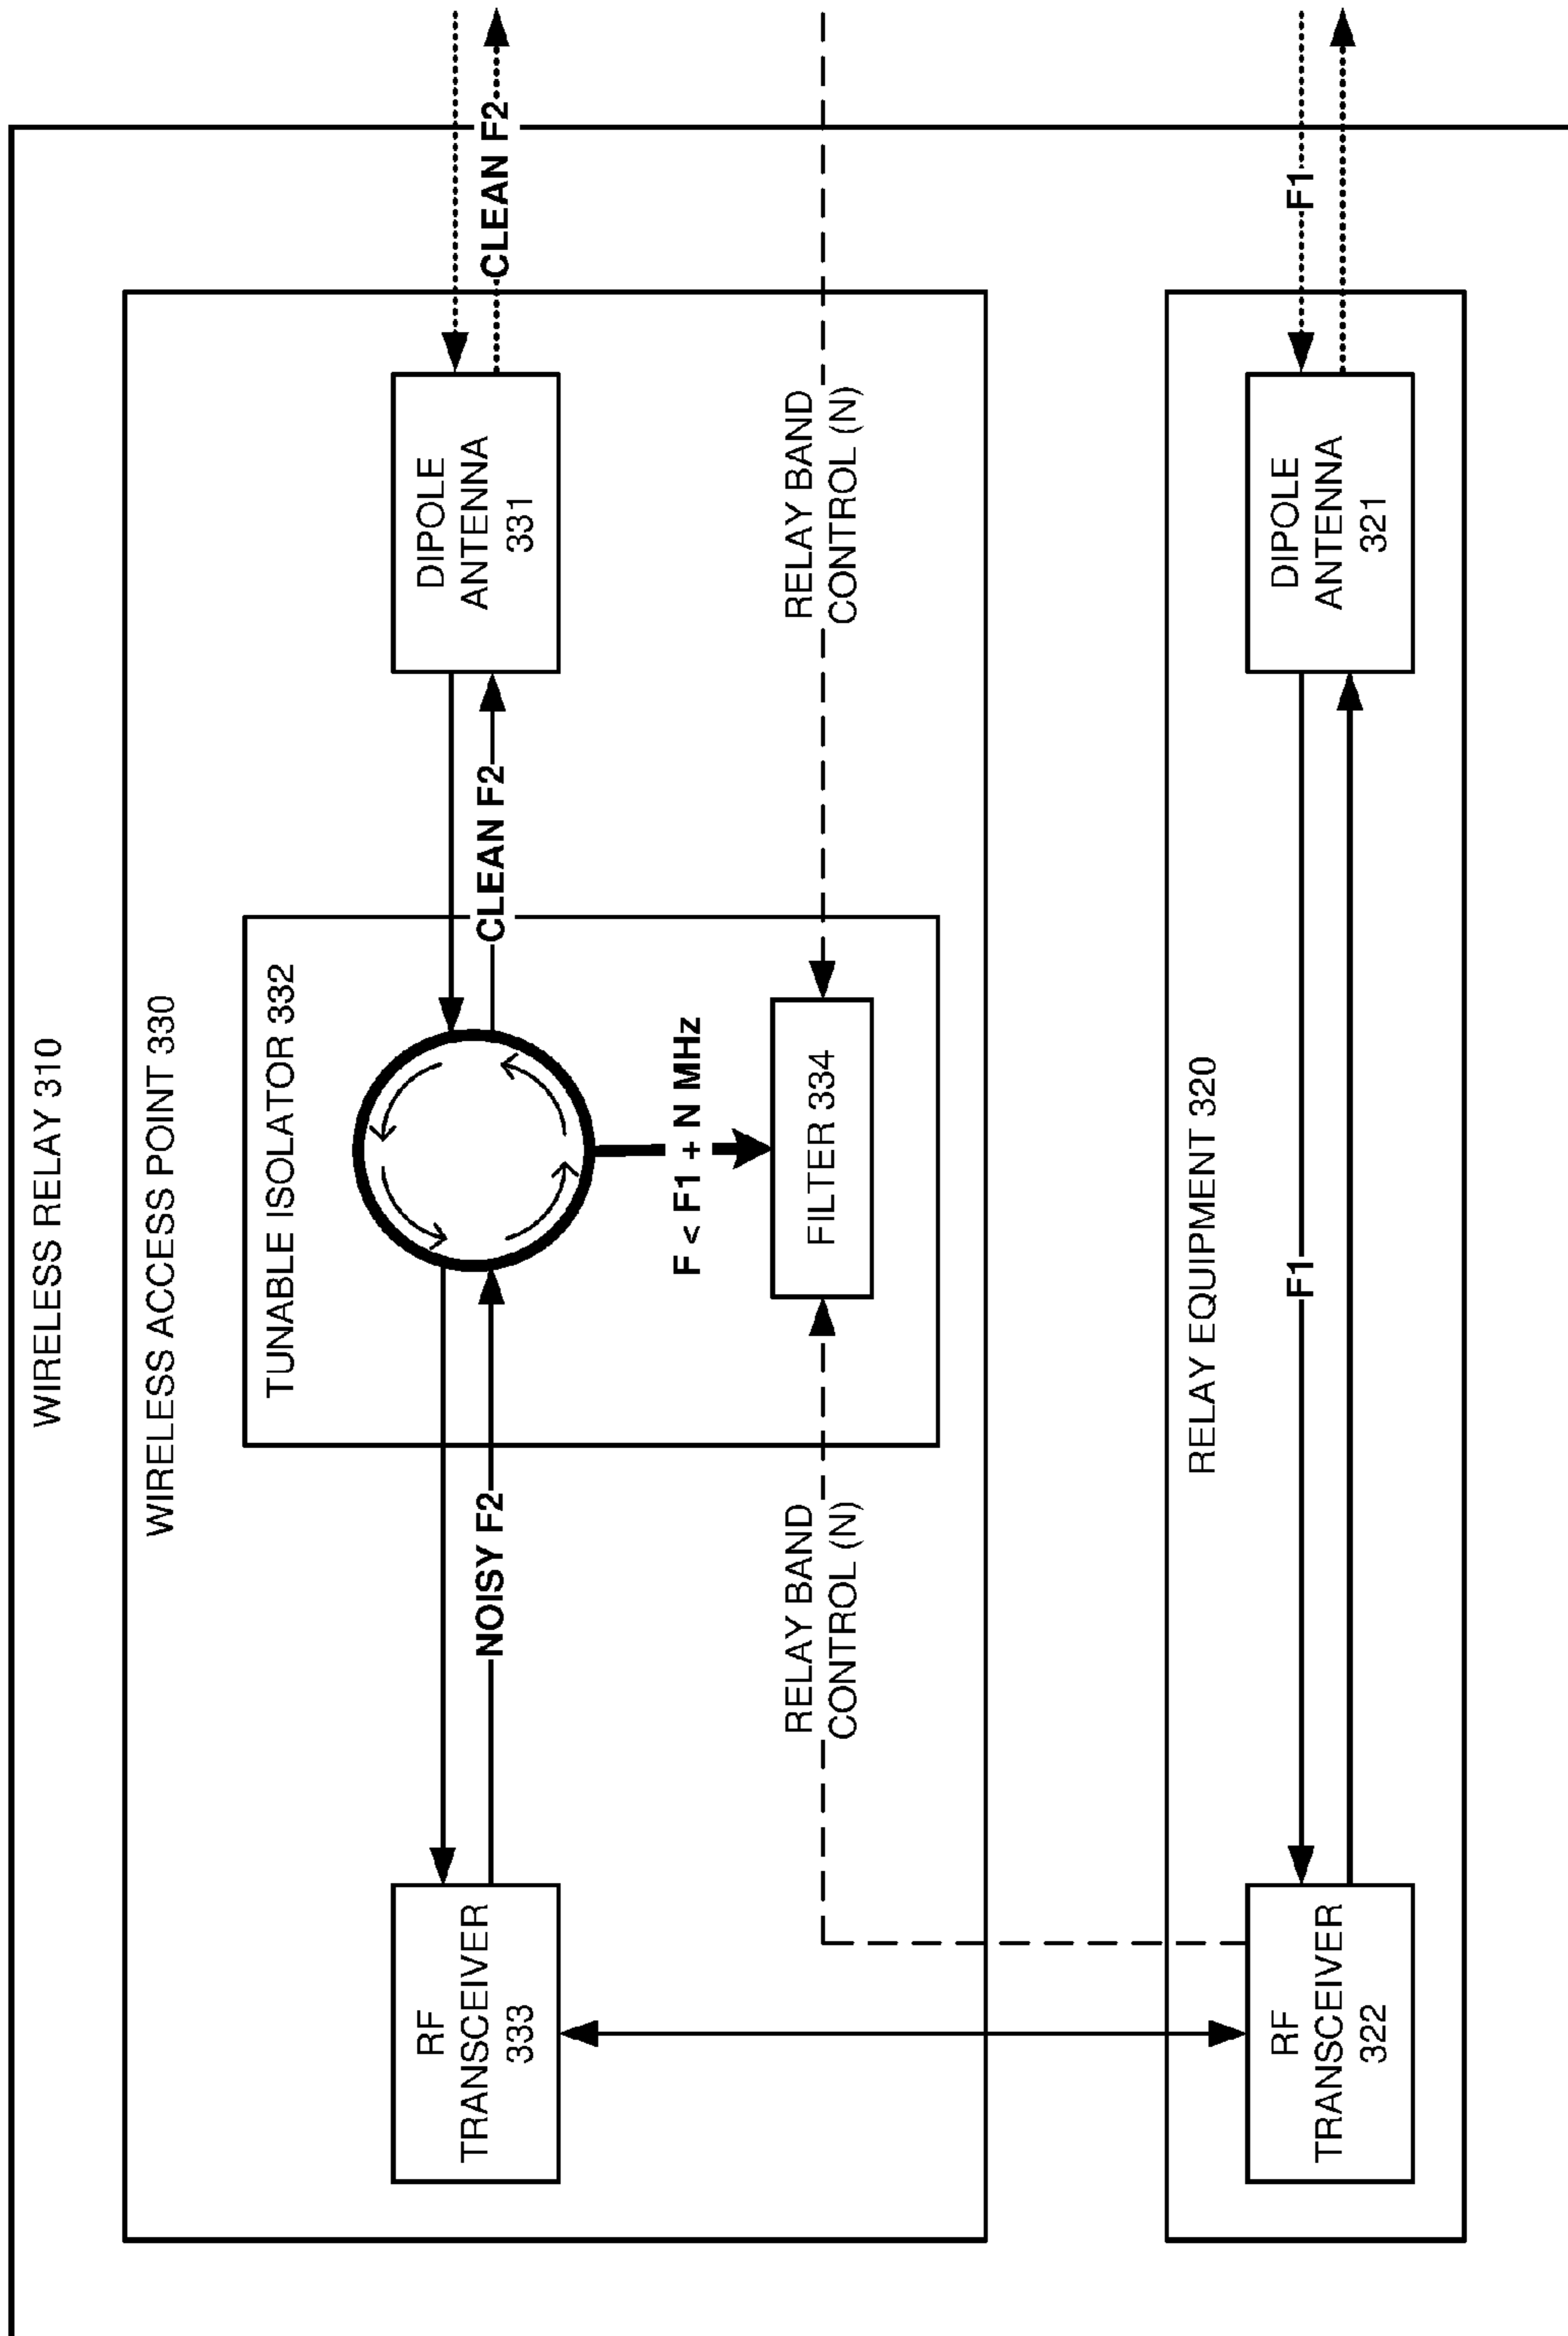 WIRELESS RELAY 310
WIRELESS ACCESS POINT 330
TUNABLE ISOLATOR 332
RF
TRANSCEIVER
333
NOISY F2
CLEAN F2
DIPOLE
ANTENNA
331
CLEAN F2
F < F1 + N MHz
FILTER 334
RELAY BAND
CONTROL (N)
RELAY BAND
CONTROL (N)
RELAY EQUIPMENT 320
RF
TRANSCEIVER
322
F1
DIPOLE
ANTENNA
321
F1